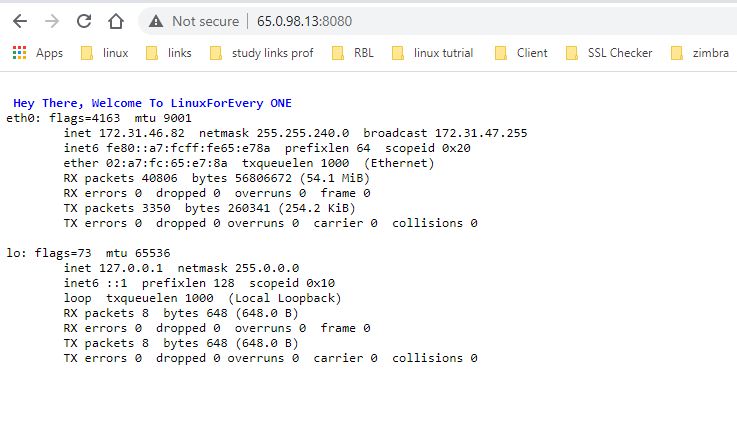 Not secure | 65.0.98.13:8080
Apps linux links study links prof RBL linux tutrial Client SSL Checker zimbra
Hey There, Welcome To LinuxForEvery ONE
eth0: flags=4163 mtu 9001
inet 172.31.46.82 netmask 255.255.240.0 broadcast 172.31.47.255
inet6 fe80::a7:fcff:fe65:e78a prefixlen 64 scopeid 0x20
ether 02:a7:fc:65:e7:8a txqueuelen 1000 (Ethernet)
RX packets 40806 bytes 56806672 (54.1 MiB)
RX errors 0 dropped 0 overruns 0 frame 0
TX packets 3350 bytes 260341 (254.2 KiB)
TX errors 0 dropped 0 overruns 0 carrier 0 collisions 0
lo: flags=73 mtu 65536
inet 127.0.0.1 netmask 255.0.0.0
inet6 ::1 prefixlen 128 scopeid 0x10
loop txqueuelen 1000 (Local Loopback)
RX packets 8 bytes 648 (648.0 B)
RX errors 0 dropped 0 overruns 0 frame 0
TX packets 8 bytes 648 (648.0 B)
TX errors 0 dropped 0 overruns 0 carrier 0 collisions 0